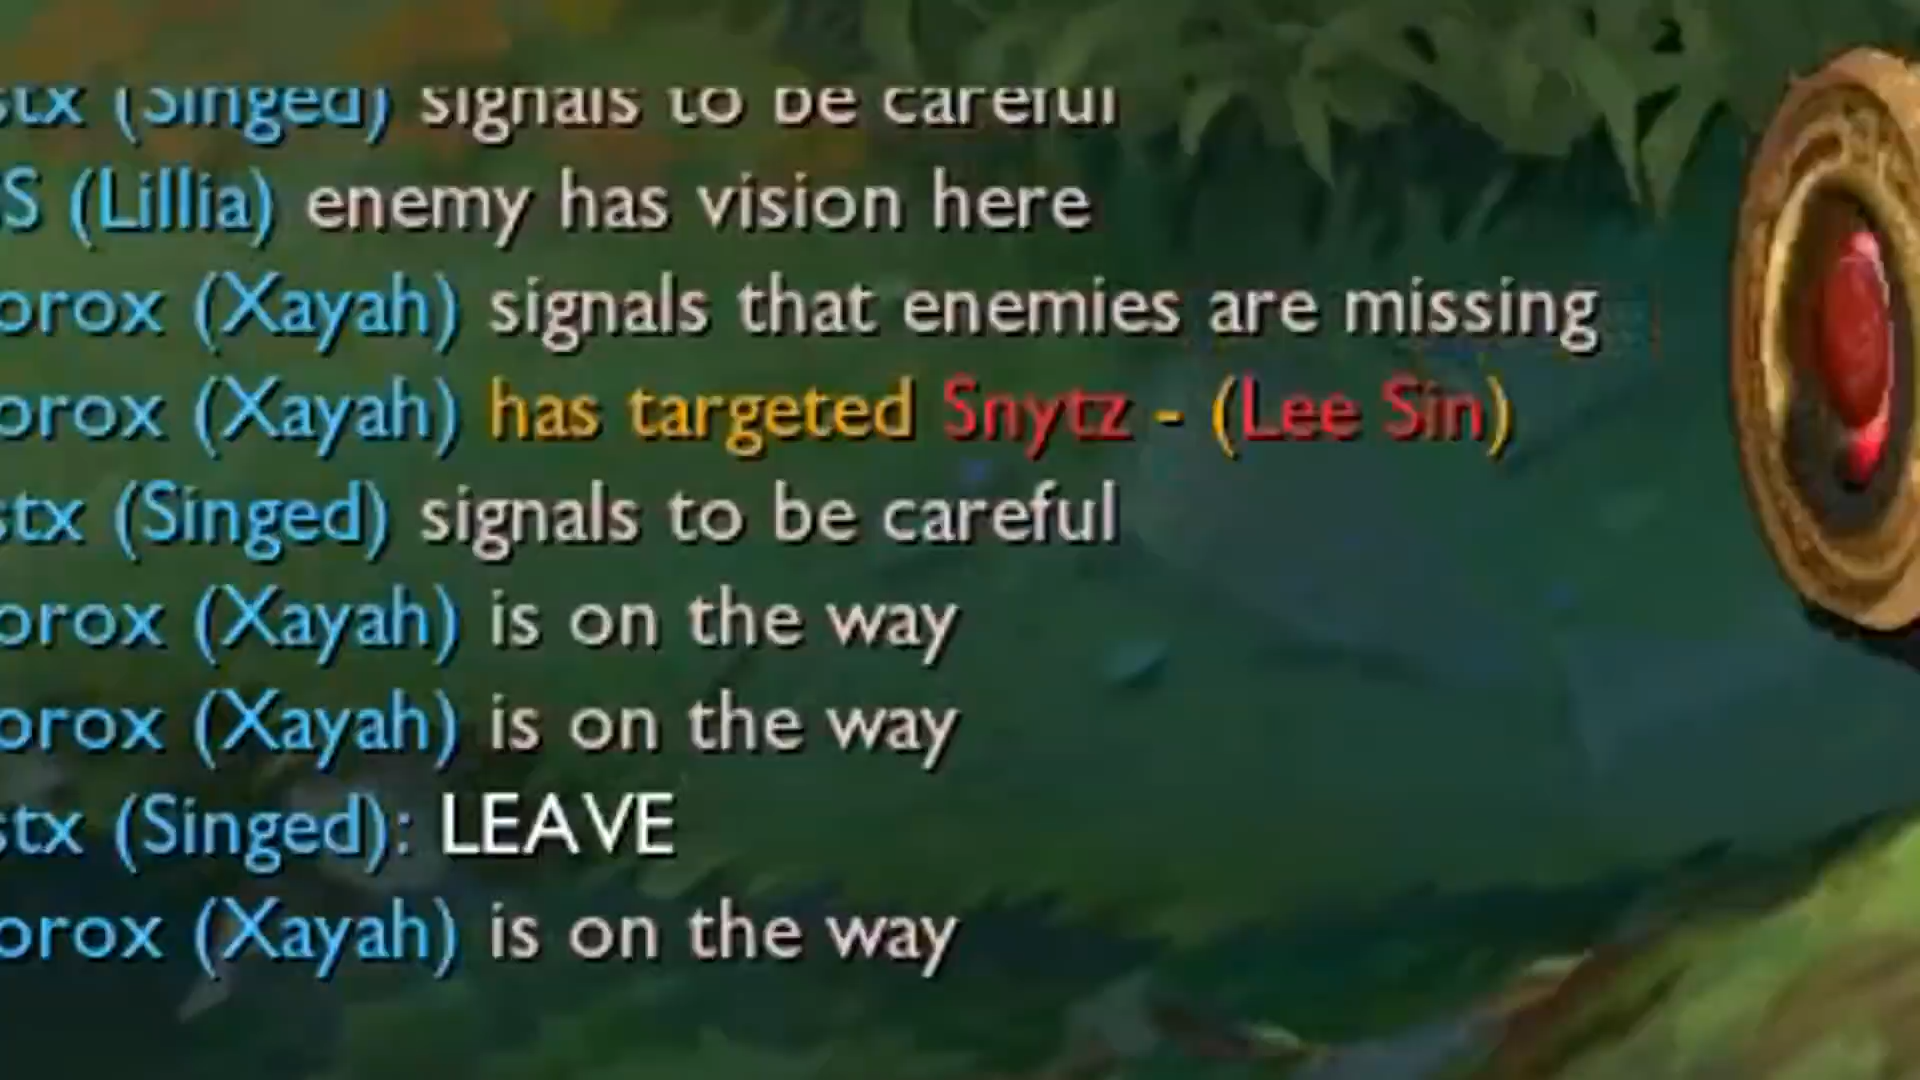 stx (Singed) signals to be careful
S (Lillia) enemy has vision here
orox (Xayah) signals that enemies are missing
orox (Xayah) has targeted Snytz - (Lee Sin)
stx (Singed) signals to be careful
orox (Xayah) is on the way
orox (Xayah) is on the way
stx (Singed): LEAVE
orox (Xayah) is on the way